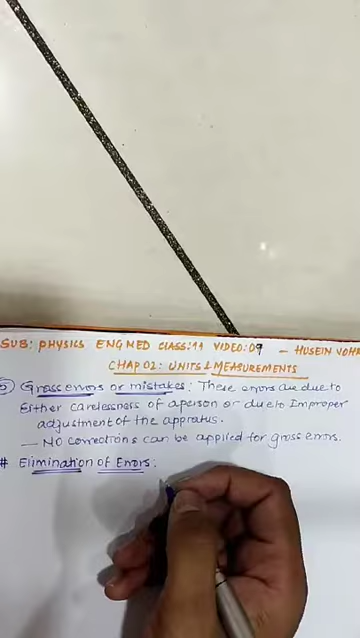 SUB: PHYSICS ENG MED CLASS: 11 VIDEO: 09 - HUSEIN VOHR
CHAP 02: UNITS & MEASUREMENTS
5) Gross errors or mistakes: These errors are due to
Either carelessness of a person or due to Improper
adjustment of the appratus.
— NO corrections can be applied for gross errors.
# Elimination of Errors: